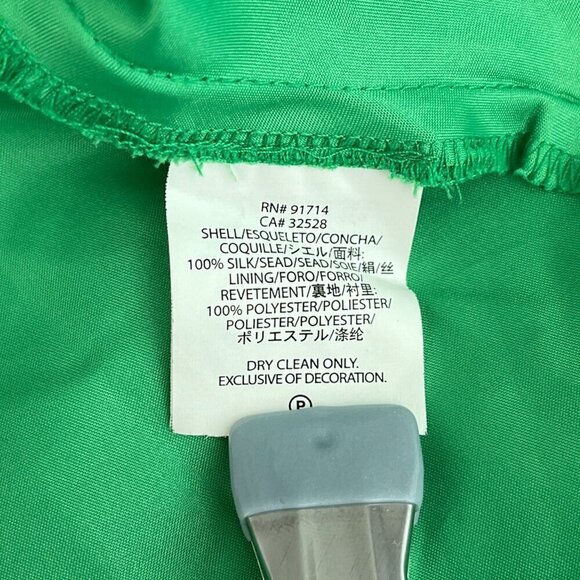 RN# 91714
CA# 32528
SHELL/ESQUELETO/CONCHA/
COQUILLE/シエル/面料:
100% SILK/SEAD/SEAD/SOIE/絹/丝
LINING/FORO/FORRO/
REVETEMENT/裏地/衬里:
100% POLYESTER/POLIESTER/
POLIESTER/POLYESTER/
ポリエステル/涤纶
DRY CLEAN ONLY.
EXCLUSIVE OF DECORATION.
P